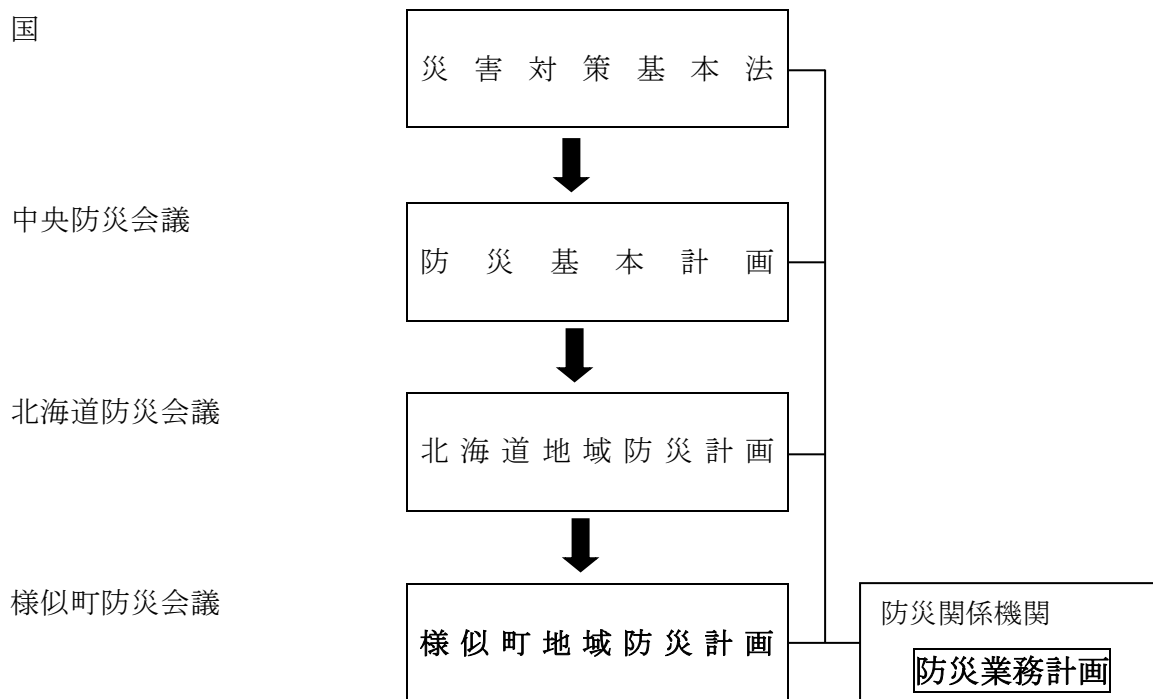 国
災害対策基本法
中央防災会議
防災基本計画
北海道防災会議
北海道地域防災計画
様似町防災会議
様似町地域防災計画
防災関係機関
防災業務計画